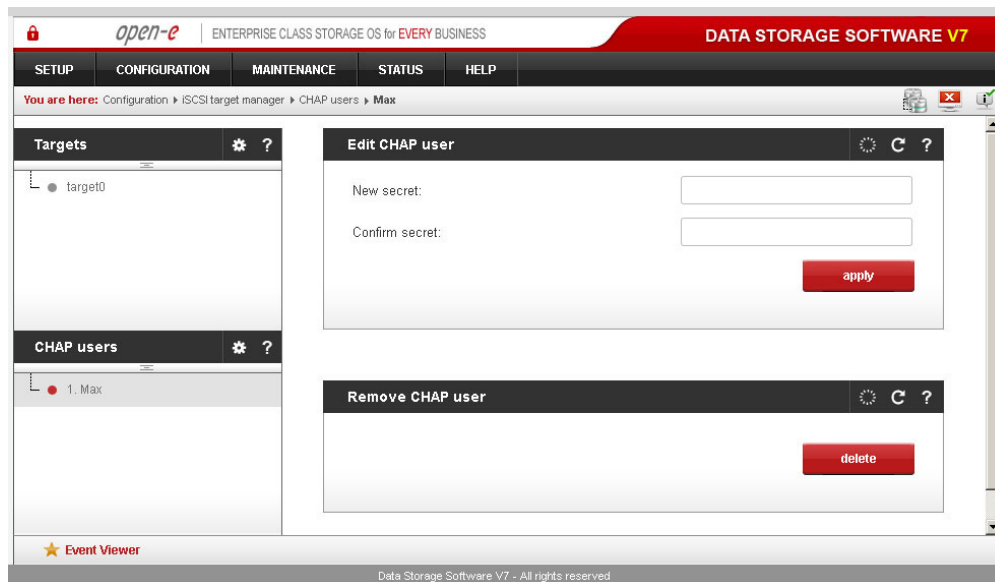 open-e ENTERPRISE CLASS STORAGE OS for EVERY BUSINESS DATA STORAGE SOFTWARE V7
SETUP CONFIGURATION MAINTENANCE STATUS HELP
You are here: Configuration iSCSI target manager CHAP users Max
Targets ?
target0
CHAP users ?
1. Max
Edit CHAP user ?
New secret:
Confirm secret:
apply
Remove CHAP user ?
delete
Event Viewer
Data Storage Software V7 - All rights reserved